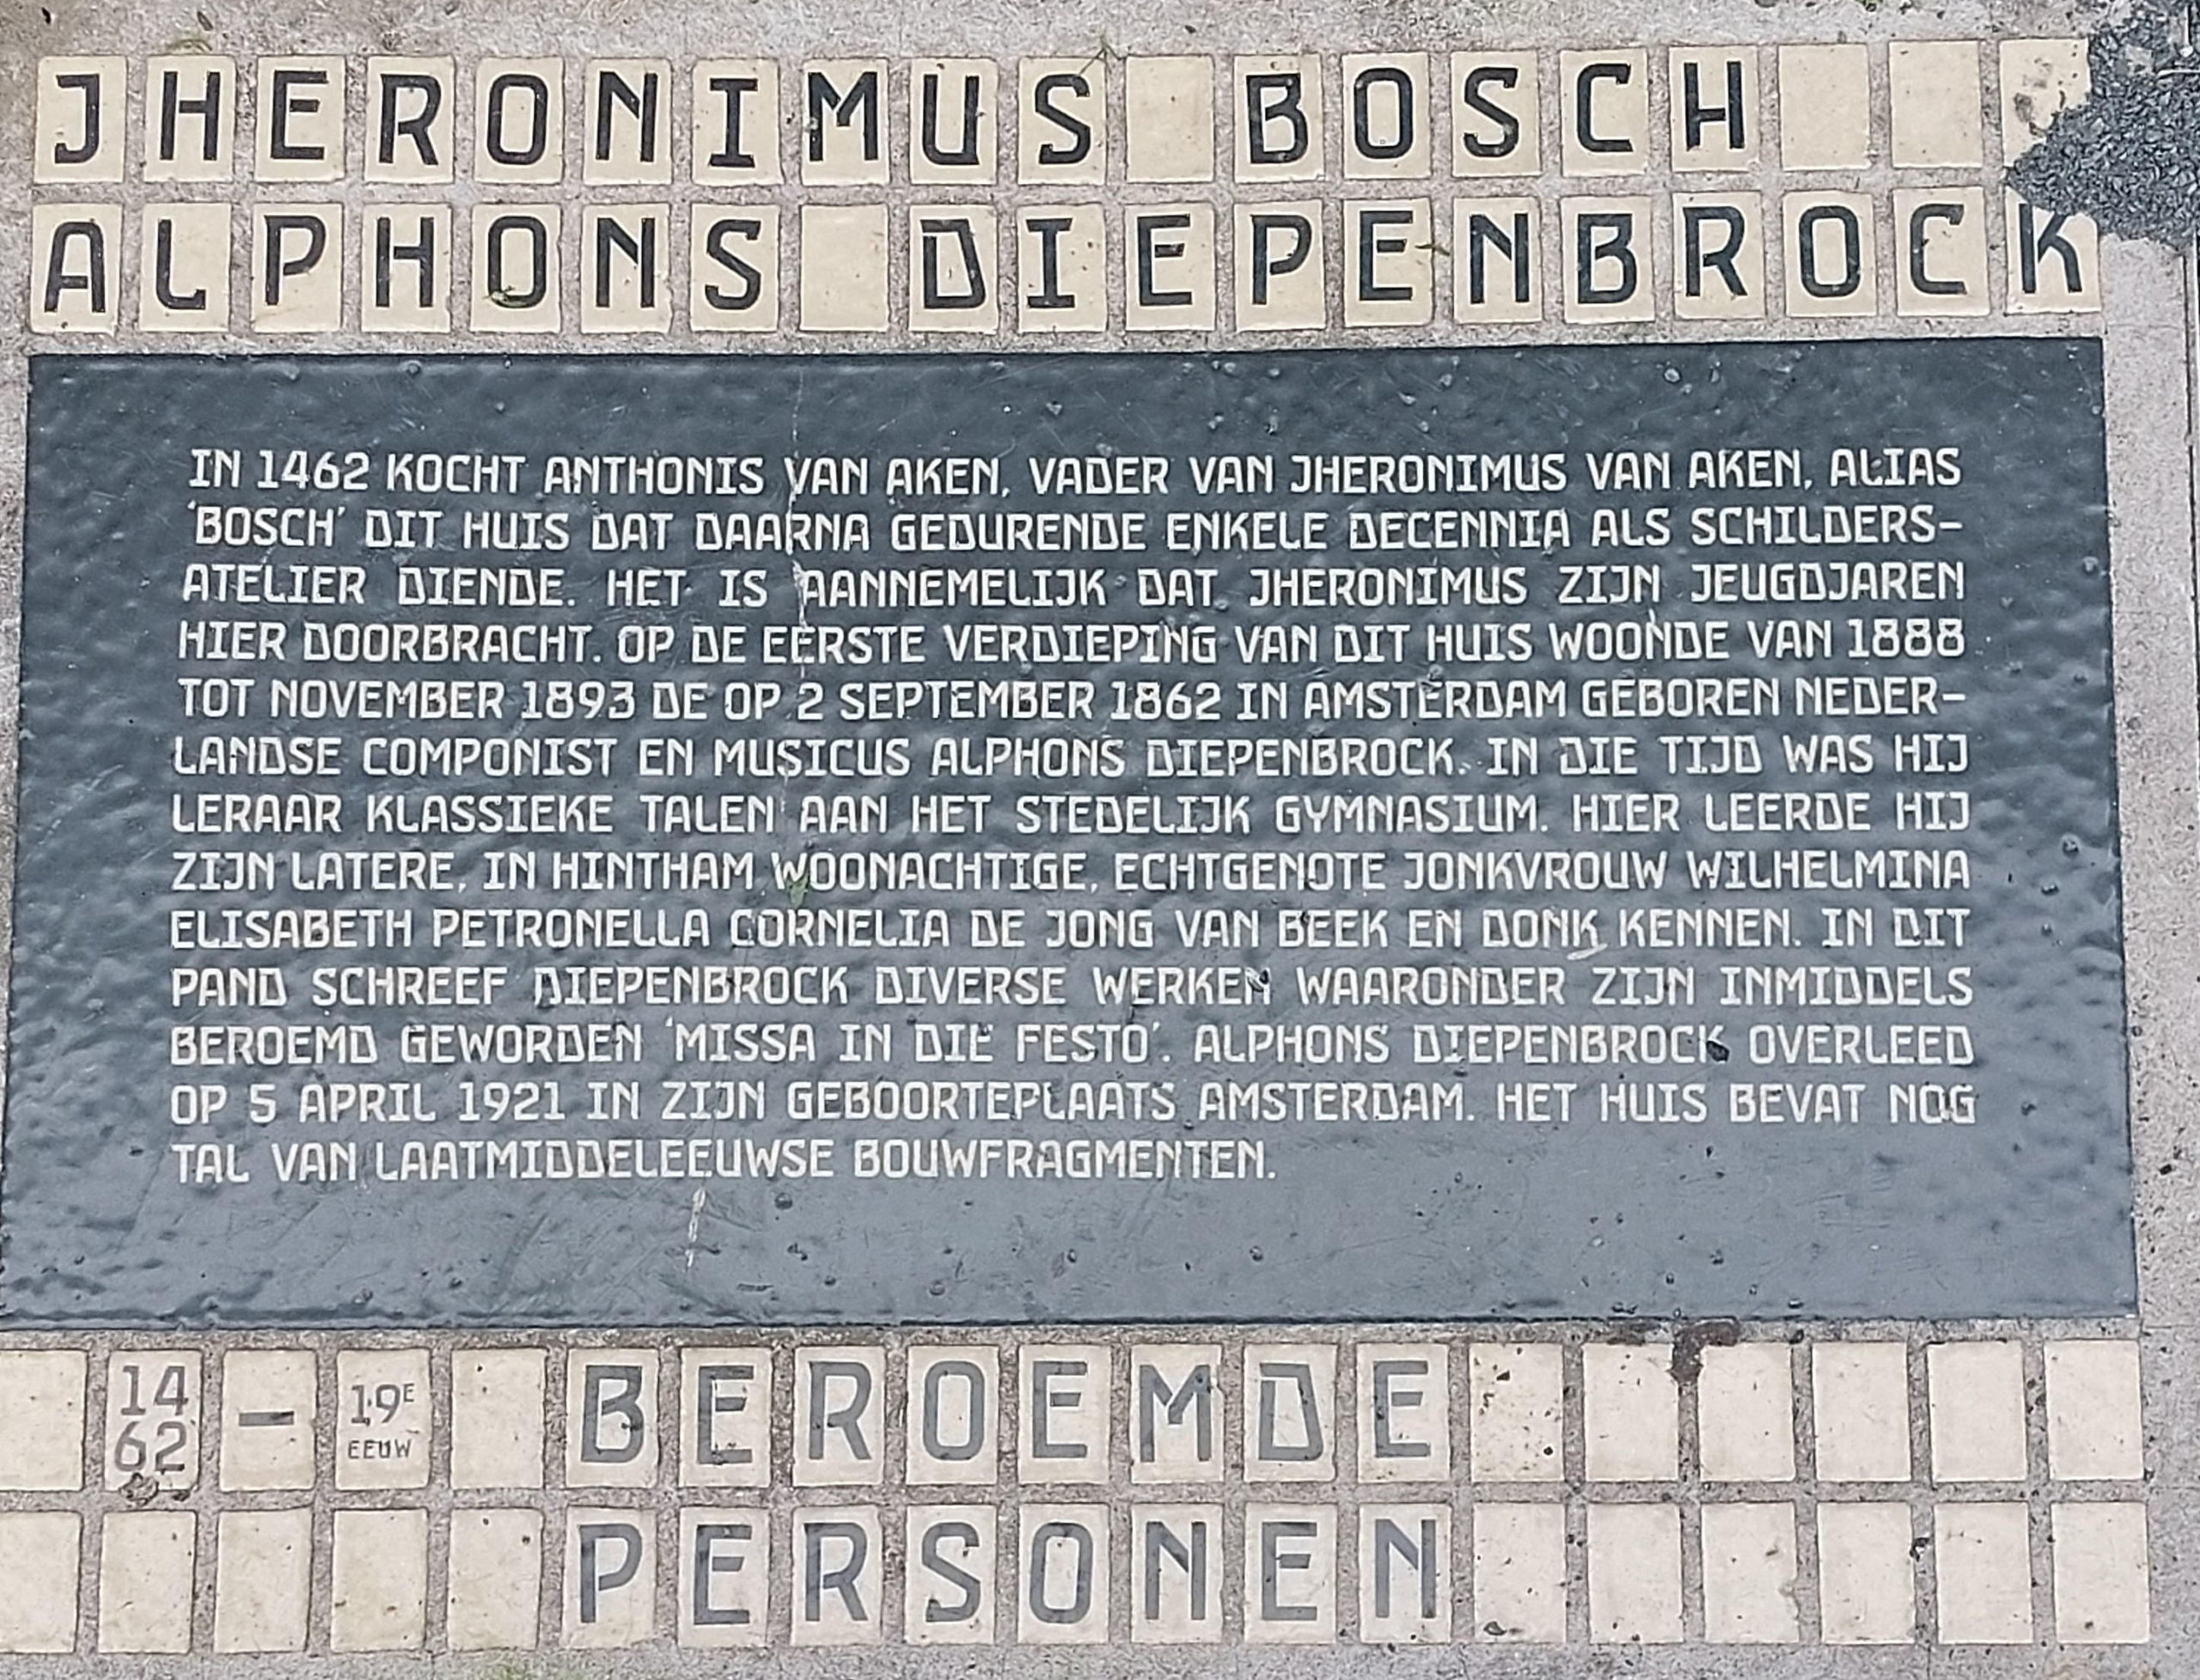 JHERONIMUS BOSCH
ALPHONS DIEPENBROCK
IN 1462 KOCHT ANTHONIS VAN AKEN, VADER VAN JHERONIMUS VAN AKEN, ALIAS
'BOSCH' DIT HUIS DAT DAARNA GEDURENDE ENKELE DECENNIA ALS SCHILDERS-
ATELIER DIENDE. HET IS AANNEMELIJK DAT JHERONIMUS ZIJN JEUGDJAREN
HIER DOORBRACHT. OP DE EERSTE VERDIEPING VAN DIT HUIS WOONDE VAN 1888
TOT NOVEMBER 1893 DE OP 2 SEPTEMBER 1862 IN AMSTERDAM GEBOREN NEDER-
LANDSE COMPONIST EN MUSICUS ALPHONS DIEPENBROCK. IN DIE TIJD WAS HIJ
LERAAR KLASSIEKE TALEN AAN HET STEDELIJK GYMNASIUM. HIER LEERDE HIJ
ZIJN LATERE, IN HINTHAM WOONACHTIGE, ECHTGENOTE JONKVROUW WILHELMINA
ELISABETH PETRONELLA CORNELIA DE JONG VAN BEEK EN DONK KENNEN. IN DIT
PAND SCHREEF DIEPENBROCK DIVERSE WERKEN WAARONDER ZIJN INMIDDELS
BEROEMD GEWORDEN 'MISSA IN DIE FESTO'. ALPHONS DIEPENBROCK OVERLEED
OP 5 APRIL 1921 IN ZIJN GEBOORTEPLAATS AMSTERDAM. HET HUIS BEVAT NOG
TAL VAN LAATMIDDELEEUWSE BOUWFRAGMENTEN.
1462 – 19E EEUW BEROEMDE
PERSONEN